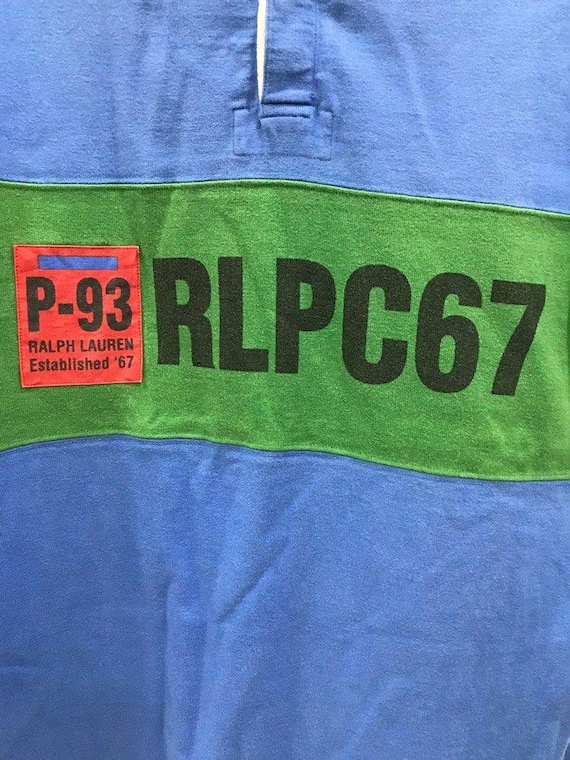 P-93
RALPH LAUREN
Established '67
RLPC67